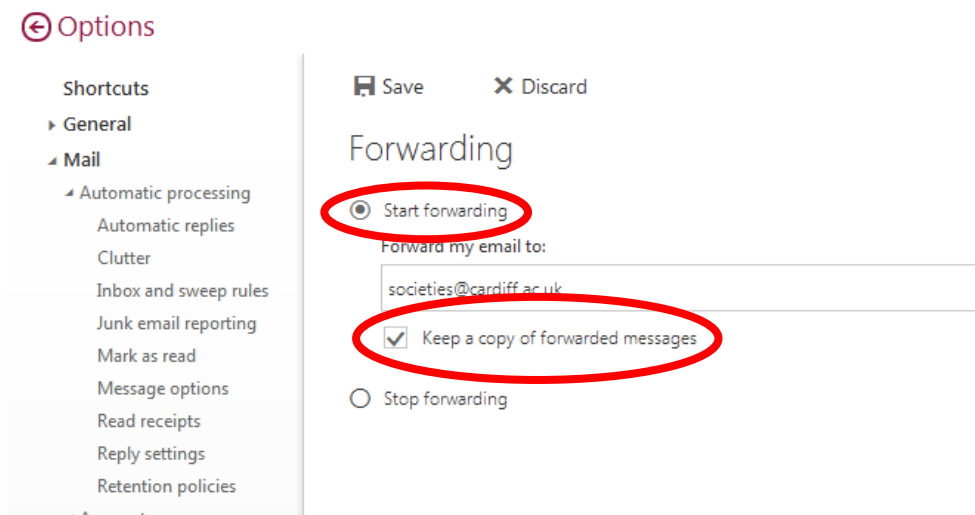 Options
Shortcuts
General
Mail
Automatic processing
Automatic replies
Clutter
Inbox and sweep rules
Junk email reporting
Mark as read
Message options
Read receipts
Reply settings
Retention policies
Save
Discard
Forwarding
Start forwarding
Forward my email to:
societies@cardiff.ac.uk
Keep a copy of forwarded messages
Stop forwarding